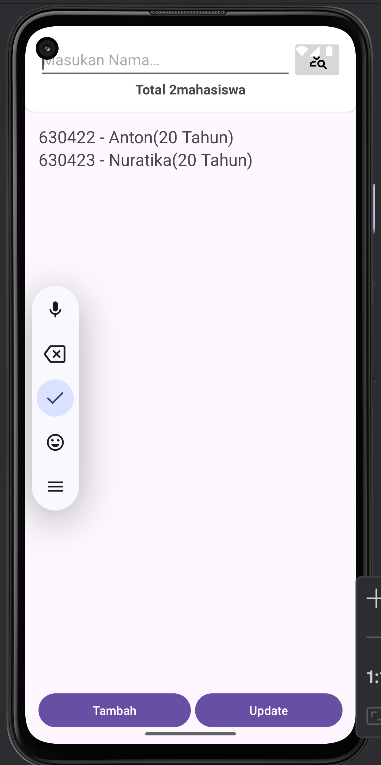 Masukan Nama...
Total 2mahasiswa
630422 - Anton(20 Tahun)
630423 - Nuratika(20 Tahun)
Tambah
Update